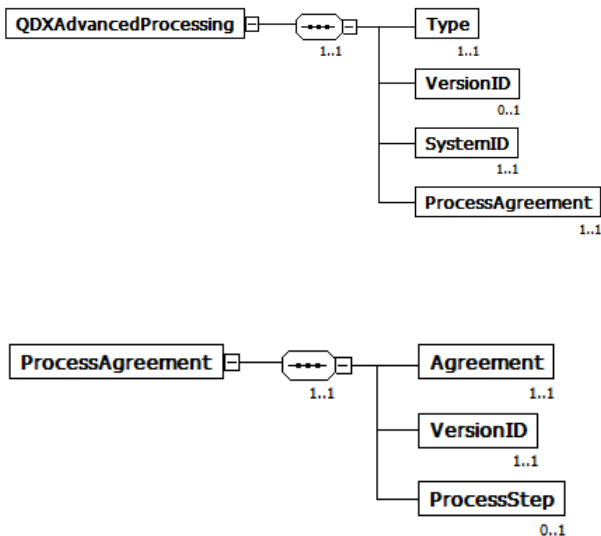 QDXAdvancedProcessing
1..1
Type
1..1
VersionID
0..1
SystemID
1..1
ProcessAgreement
1..1
ProcessAgreement
1..1
Agreement
1..1
VersionID
1..1
ProcessStep
0..1